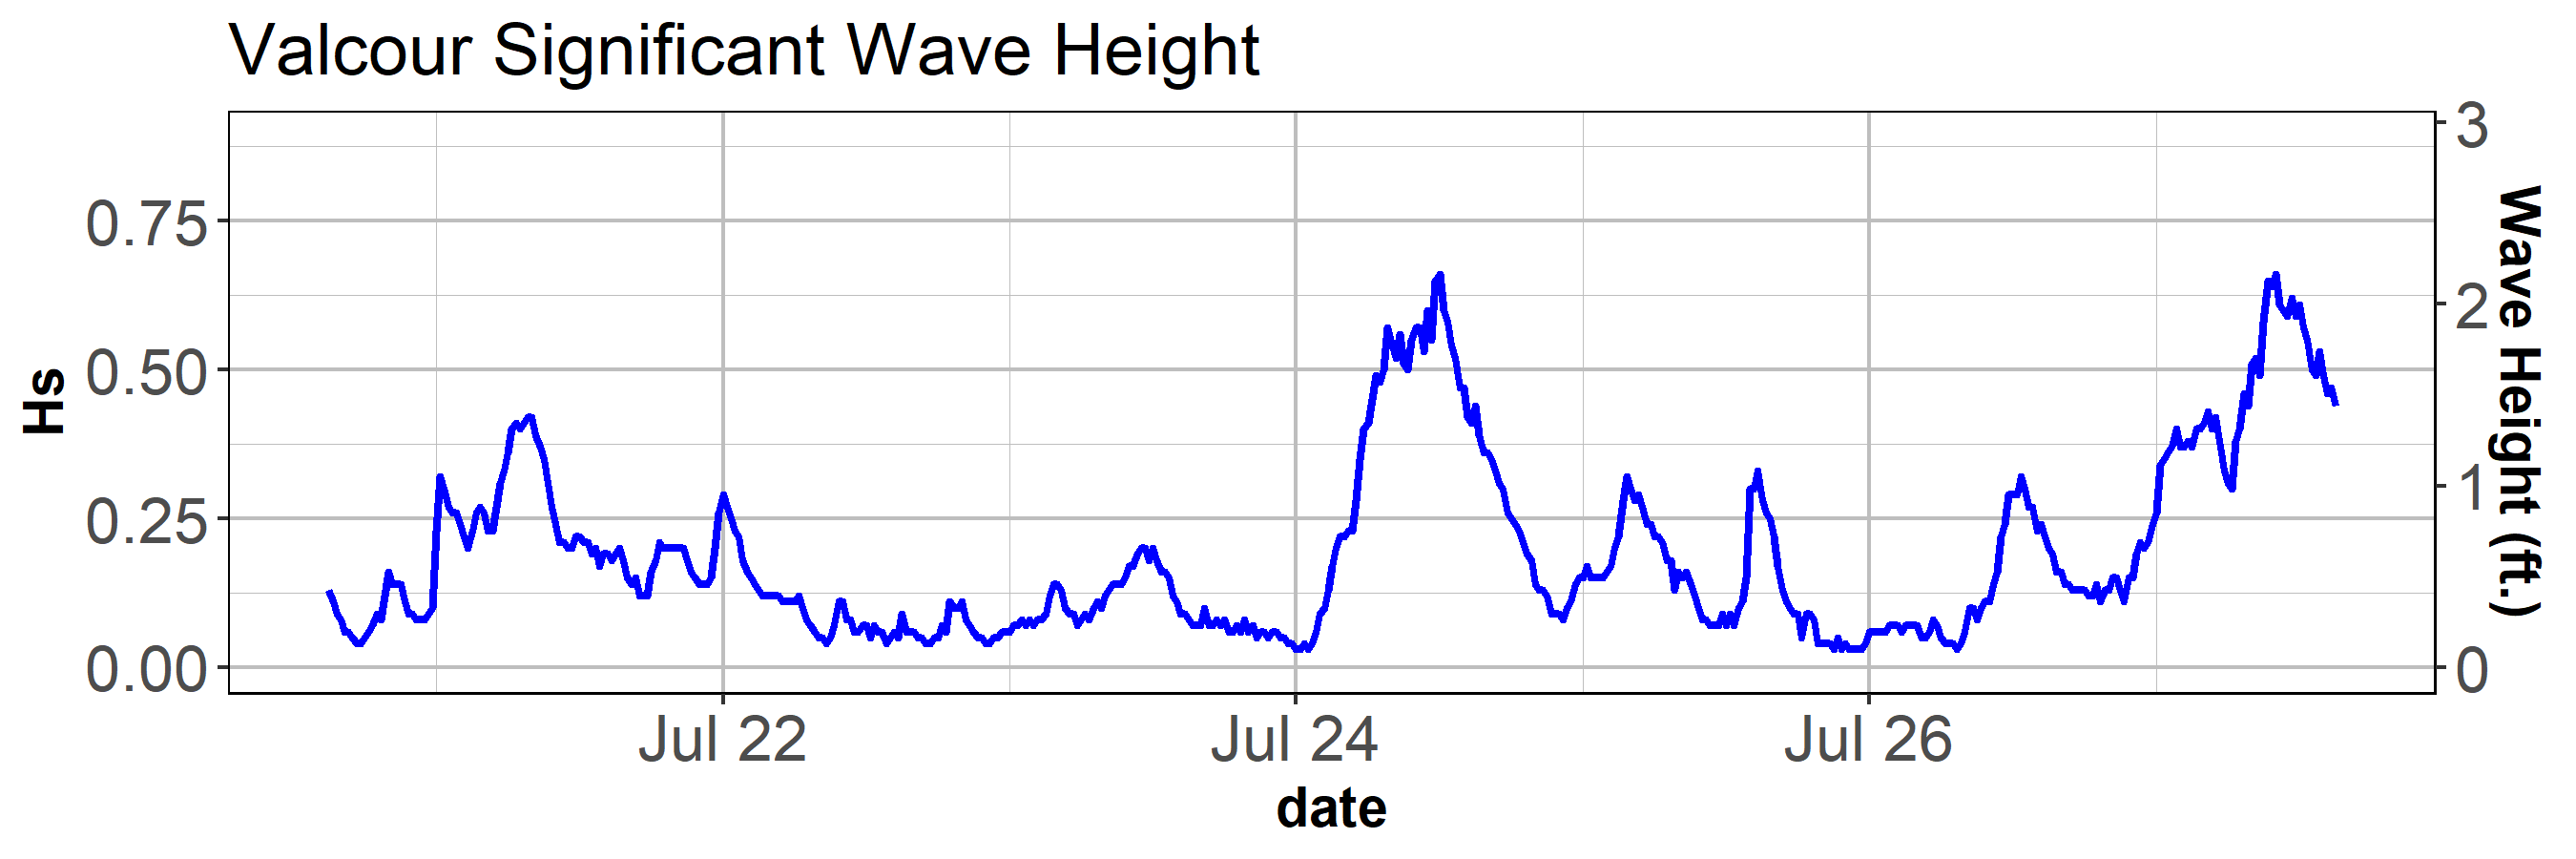 Valcour Significant Wave Height
Hs
0.75
0.50
0.25
0.00
3
2
1
0
Wave Height (ft.)
Jul 22
Jul 24
Jul 26
date